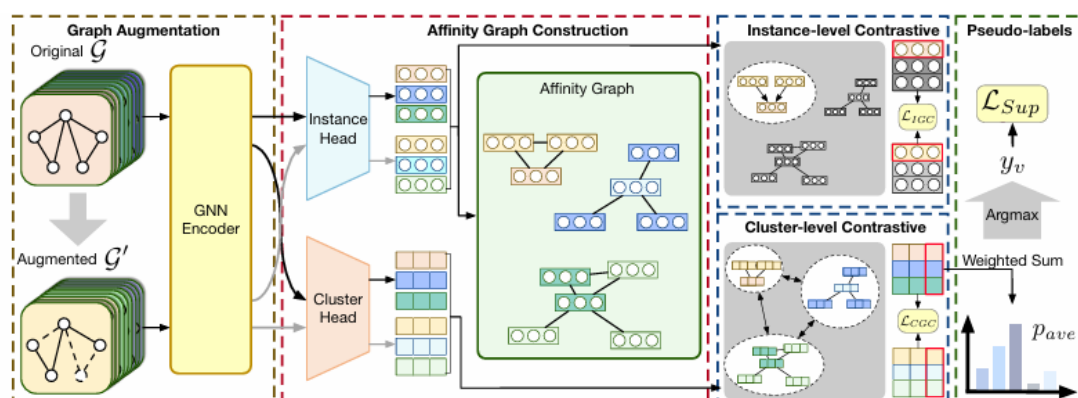 Graph Augmentation
Original 𝒢
GNN
Encoder
Augmented 𝒢′
Affinity Graph Construction
Instance
Head
Cluster
Head
Affinity Graph
Instance-level Contrastive
ℒ_IGC
Cluster-level Contrastive
ℒ_CGC
Pseudo-labels
ℒ_Sup
y_v
Argmax
Weighted Sum
p_ave